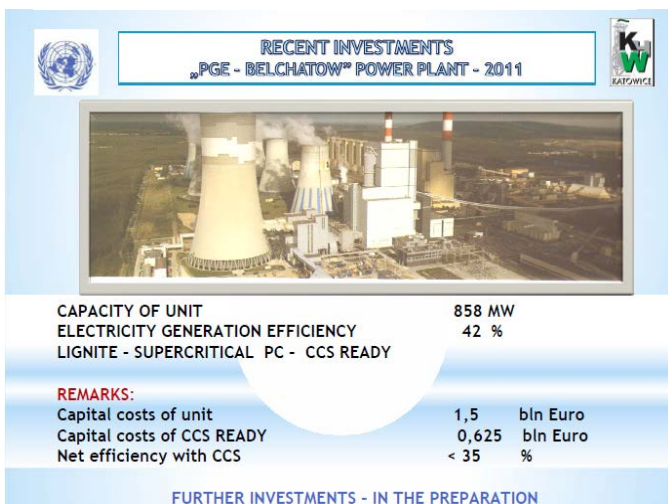 RECENT INVESTMENTS
„PGE - BELCHATOW” POWER PLANT - 2011
KHW
KATOWICE
CAPACITY OF UNIT 858 MW
ELECTRICITY GENERATION EFFICIENCY 42 %
LIGNITE - SUPERCRITICAL PC - CCS READY
REMARKS:
Capital costs of unit 1,5 bln Euro
Capital costs of CCS READY 0,625 bln Euro
Net efficiency with CCS < 35 %
FURTHER INVESTMENTS - IN THE PREPARATION